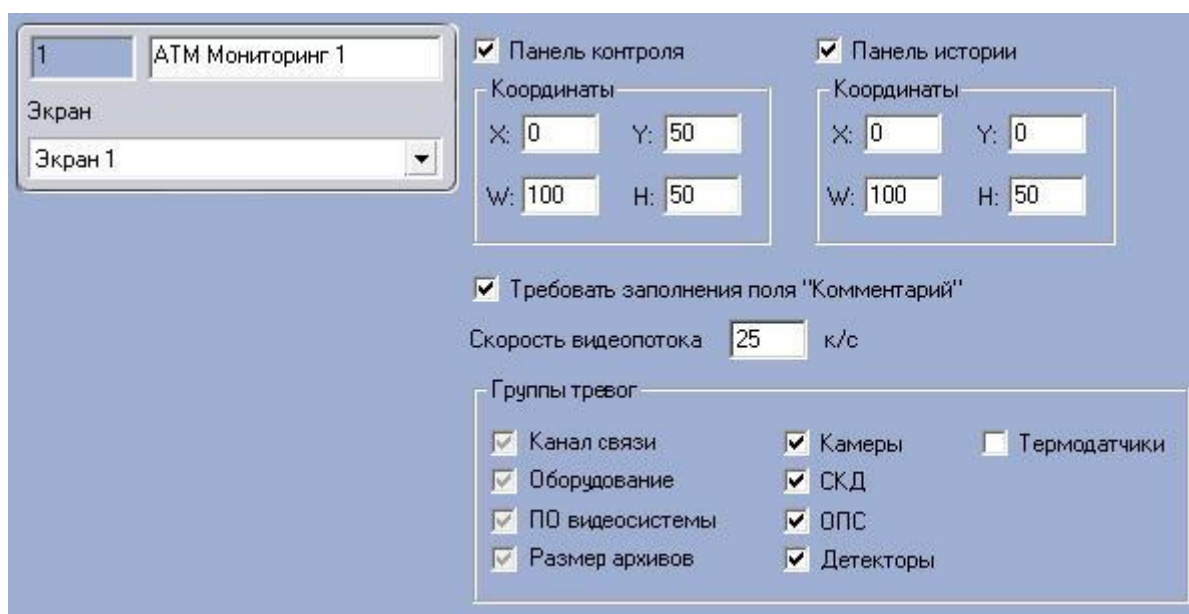 1 АТМ Мониторинг 1
Экран
Экран 1
Панель контроля
Координаты
X: 0 Y: 50
W: 100 H: 50
Панель истории
Координаты
X: 0 Y: 0
W: 100 H: 50
Требовать заполнения поля "Комментарий"
Скорость видеопотока 25 к/с
Группы тревог
Канал связи Камеры Термодатчики
Оборудование СКД
ПО видеосистемы ОПС
Размер архивов Детекторы